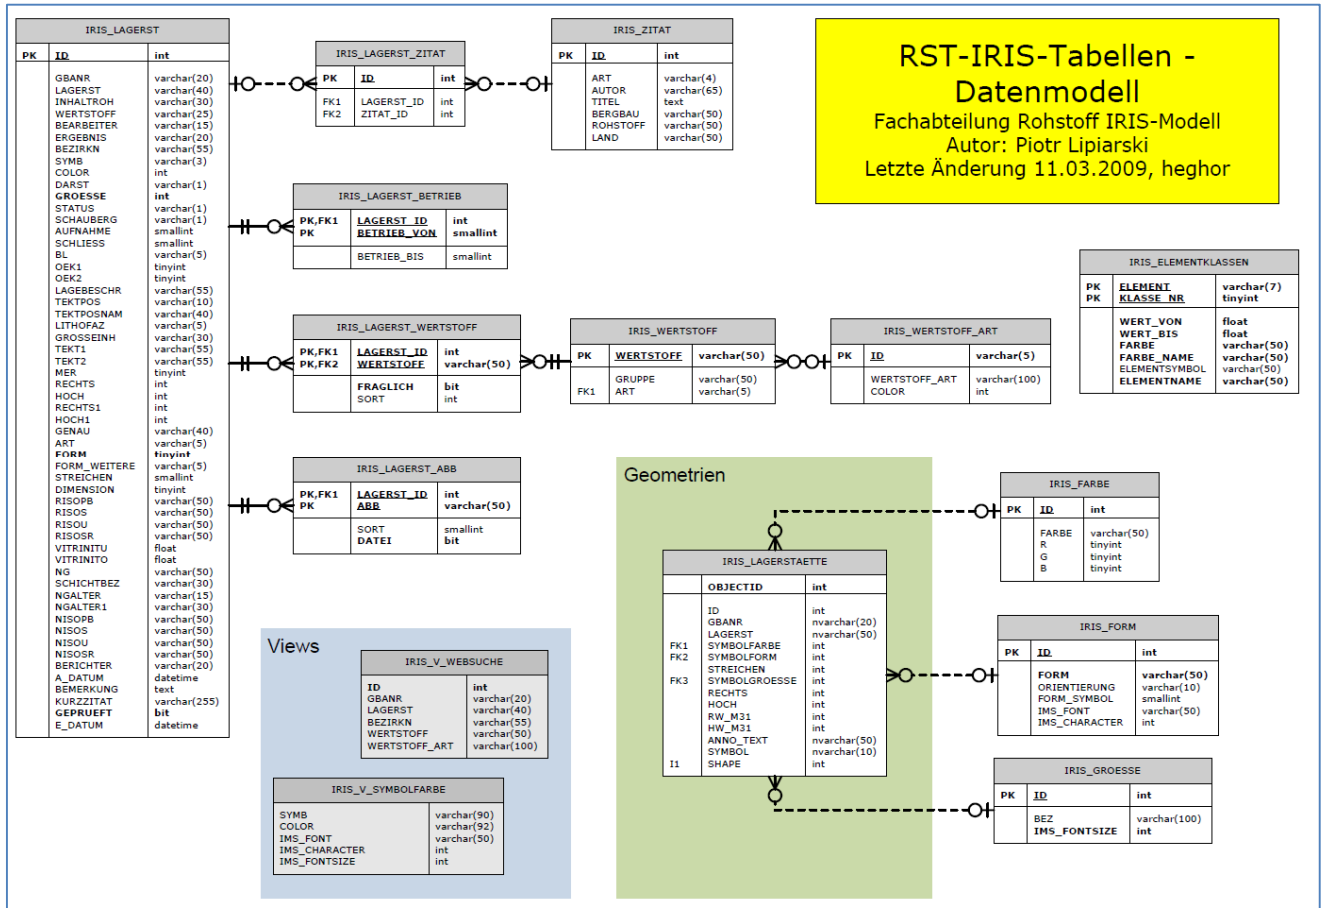 IRIS_LAGERST
PK ID int
GBANR varchar(20)
LAGERST varchar(40)
INHALTROH varchar(30)
WERTSTOFF varchar(25)
BEARBEITER varchar(15)
ERGEBNIS varchar(20)
BEZIRKN varchar(55)
SYMB varchar(3)
COLOR int
DARST varchar(1)
GROESSE int
STATUS varchar(1)
SCHAUBERG varchar(1)
AUFNAHME smallint
SCHLIESS smallint
BL varchar(5)
OEK1 tinyint
OEK2 tinyint
LAGEBESCHR varchar(55)
TEKTPOS varchar(10)
TEKTPOSNAM varchar(40)
LITHOFAZ varchar(5)
GROSSEINH varchar(30)
TEKT1 varchar(55)
TEKT2 varchar(55)
MER tinyint
RECHTS int
HOCH int
RECHTS1 int
HOCH1 int
GENAU varchar(40)
ART varchar(5)
FORM tinyint
FORM_WEITERE varchar(5)
STREICHEN smallint
DIMENSION tinyint
RISOPB varchar(50)
RISOS varchar(50)
RISOU varchar(50)
RISOSR varchar(50)
VITRINITU float
VITRINITO float
NG varchar(50)
SCHICHTBEZ varchar(30)
NGALTER varchar(15)
NGALTER1 varchar(30)
NISOPB varchar(50)
NISOS varchar(50)
NISOU varchar(50)
NISOSR varchar(50)
BERICHTER varchar(20)
A_DATUM datetime
BEMERKUNG text
KURZZITAT varchar(255)
GEPRUEFT bit
E_DATUM datetime
IRIS_LAGERST_ZITAT
PK ID int
FK1 LAGERST_ID int
FK2 ZITAT_ID int
IRIS_ZITAT
PK ID int
ART varchar(4)
AUTOR varchar(65)
TITEL text
BERGBAU varchar(50)
ROHSTOFF varchar(50)
LAND varchar(50)
RST-IRIS-Tabellen -
Datenmodell
Fachabteilung Rohstoff IRIS-Modell
Autor: Piotr Lipiarski
Letzte Änderung 11.03.2009, heghor
IRIS_LAGERST_BETRIEB
PK,FK1 LAGERST_ID int
PK BETRIEB_VON smallint
BETRIEB_BIS smallint
IRIS_ELEMENTKLASSEN
PK ELEMENT varchar(7)
PK KLASSE_NR tinyint
WERT_VON float
WERT_BIS float
FARBE varchar(50)
FARBE_NAME varchar(50)
ELEMENTSYMBOL varchar(50)
ELEMENTNAME varchar(50)
IRIS_LAGERST_WERTSTOFF
PK,FK1 LAGERST_ID int
PK,FK2 WERTSTOFF varchar(50)
FRAGLICH bit
SORT int
IRIS_WERTSTOFF
PK WERTSTOFF varchar(50)
GRUPPE varchar(50)
FK1 ART varchar(5)
IRIS_WERTSTOFF_ART
PK ID varchar(5)
WERTSTOFF_ART varchar(100)
COLOR int
IRIS_LAGERST_ABB
PK,FK1 LAGERST_ID int
PK ABB varchar(50)
SORT smallint
DATEI bit
Geometrien
IRIS_LAGERSTAETTE
OBJECTID int
ID int
GBANR nvarchar(20)
LAGERST nvarchar(50)
FK1 SYMBOLFARBE int
FK2 SYMBOLFORM int
STREICHEN int
FK3 SYMBOLGROESSE int
RECHTS int
HOCH int
RW_M31 int
HW_M31 int
ANNO_TEXT nvarchar(50)
SYMBOL nvarchar(10)
I1 SHAPE int
IRIS_FARBE
PK ID int
FARBE varchar(50)
R tinyint
G tinyint
B tinyint
IRIS_FORM
PK ID int
FORM varchar(50)
ORIENTIERUNG varchar(10)
FORM_SYMBOL smallint
IMS_FONT varchar(50)
IMS_CHARACTER int
IRIS_GROESSE
PK ID int
BEZ varchar(100)
IMS_FONTSIZE int
Views
IRIS_V_WEBSUCHE
ID int
GBANR varchar(20)
LAGERST varchar(40)
BEZIRKN varchar(55)
WERTSTOFF varchar(50)
WERTSTOFF_ART varchar(100)
IRIS_V_SYMBOLFARBE
SYMB varchar(90)
COLOR varchar(92)
IMS_FONT varchar(50)
IMS_CHARACTER int
IMS_FONTSIZE int